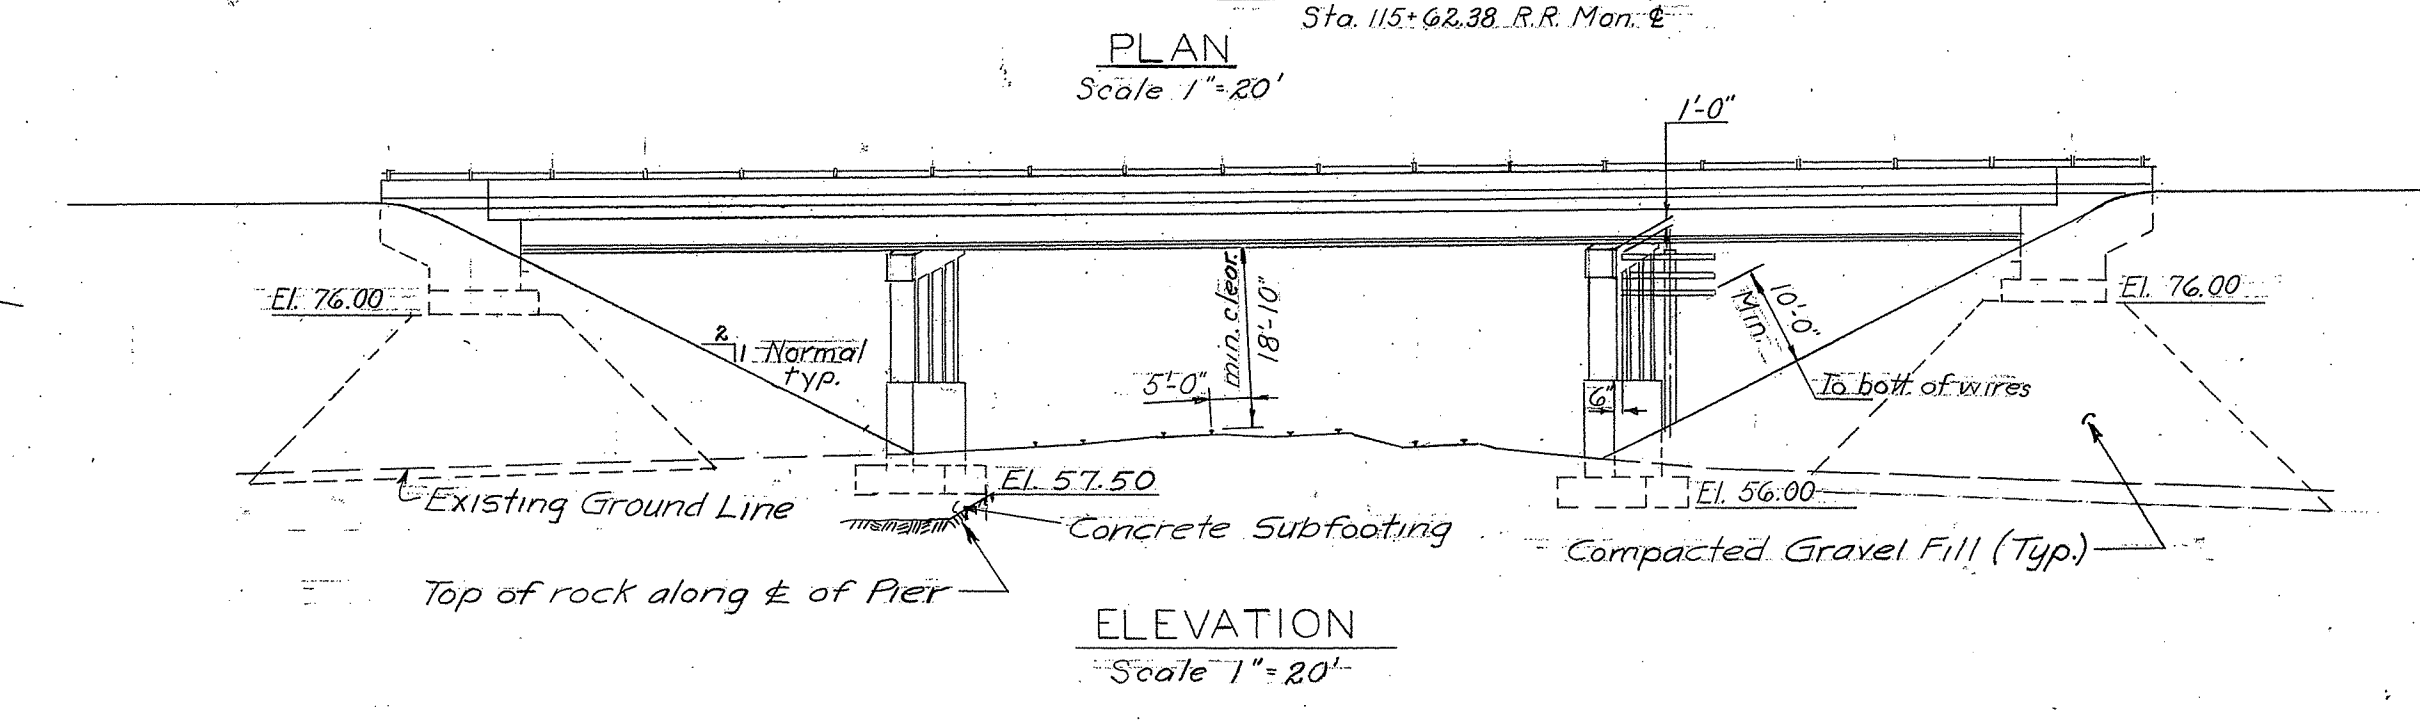 Sta. 115+62.38 R.R. Mon. ℄
PLAN
Scale 1"=20'
1'-0"
El. 76.00
2
1 Normal
typ.
5'-0"
min. clear.
18'-10"
6"
10'-0"
Min.
El. 76.00
To bott. of wires
Existing Ground Line
El. 57.50
Concrete Subfooting
El. 56.00
Compacted Gravel Fill (Typ.)
Top of rock along ℄ of Pier
ELEVATION
Scale 1"=20'